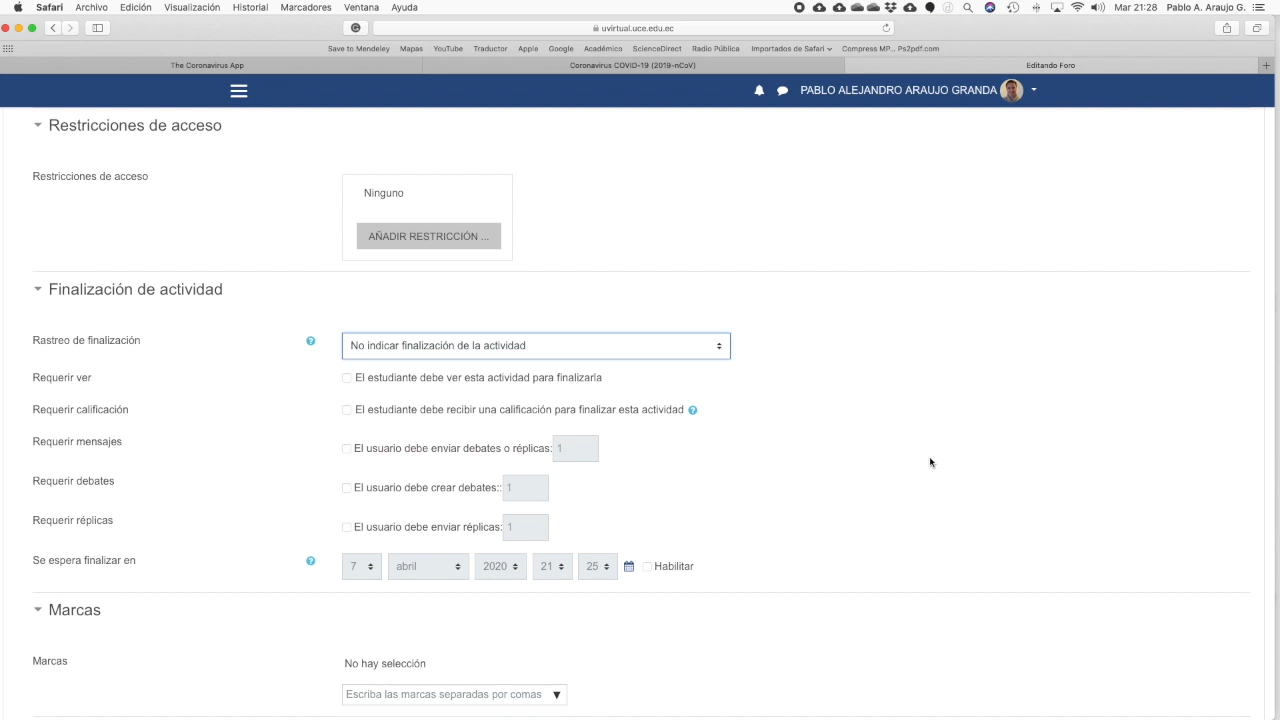 Safari Archivo Edición Visualización Historial Marcadores Ventana Ayuda Mar 21:28 Pablo A. Araujo G.
uvirtual.uce.edu.ec
Save to Mendeley Mapas YouTube Traductor Apple Google Académico ScienceDirect Radio Pública Importados de Safari Compress MP... Ps2pdf.com
The Coronavirus App Coronavirus COVID-19 (2019-nCoV) Editando Foro
PABLO ALEJANDRO ARAUJO GRANDA
Restricciones de acceso
Restricciones de acceso
Ninguno
AÑADIR RESTRICCIÓN ...
Finalización de actividad
Rastreo de finalización ? No indicar finalización de la actividad
Requerir ver El estudiante debe ver esta actividad para finalizarla
Requerir calificación El estudiante debe recibir una calificación para finalizar esta actividad ?
Requerir mensajes El usuario debe enviar debates o réplicas: 1
Requerir debates El usuario debe crear debates:: 1
Requerir réplicas El usuario debe enviar réplicas: 1
Se espera finalizar en ? 7 abril 2020 21 25 Habilitar
Marcas
Marcas No hay selección
Escriba las marcas separadas por comas